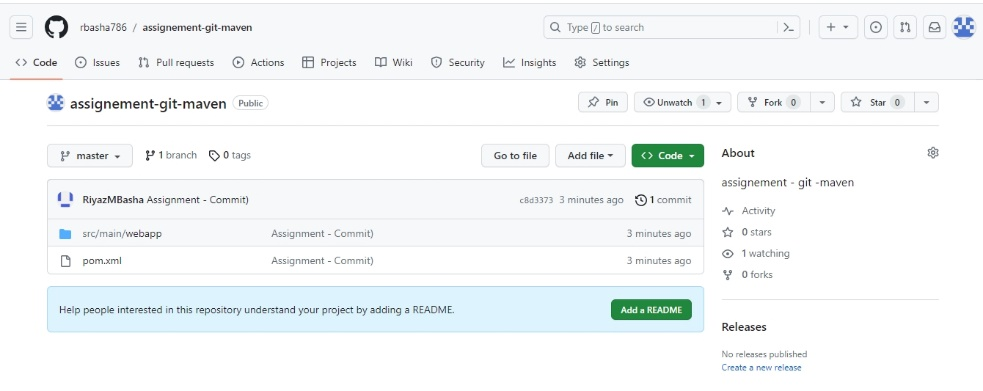 rbasha786 / assignement-git-maven
Type / to search
Code Issues Pull requests Actions Projects Wiki Security Insights Settings
assignement-git-maven Public
Pin Unwatch 1 Fork 0 Star 0
master 1 branch 0 tags Go to file Add file Code
RiyazMBasha Assignment - Commit) c8d3373 3 minutes ago 1 commit
src/main/webapp Assignment - Commit) 3 minutes ago
pom.xml Assignment - Commit) 3 minutes ago
Help people interested in this repository understand your project by adding a README. Add a README
About
assignement - git -maven
Activity
0 stars
1 watching
0 forks
Releases
No releases published
Create a new release